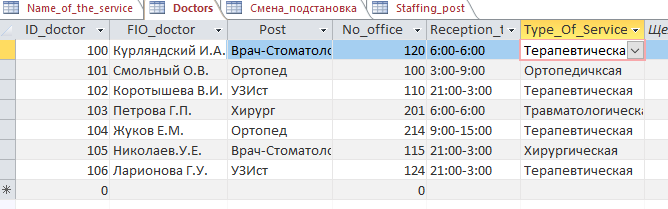 Name_of_the_service Doctors Смена_подстановка Staffing_post
ID_doctor FIO_doctor Post No_office Reception_t Type_Of_Service Ще
100 Курляндский И.А. Врач-Стоматоло 120 6:00-6:00 Терапевтическа
101 Смольный О.В. Ортопед 100 3:00-9:00 Ортопедичксая
102 Коротышева В.И. УЗИст 110 21:00-3:00 Терапевтическая
103 Петрова Г.П. Хирург 201 6:00-6:00 Травматологическа
104 Жуков Е.М. Ортопед 214 9:00-15:00 Терапевтическая
105 Николаев.У.Е. Врач-Стоматоло 115 21:00-3:00 Хирургическая
106 Ларионова Г.У. УЗИст 124 21:00-3:00 Терапевтическая
0 0